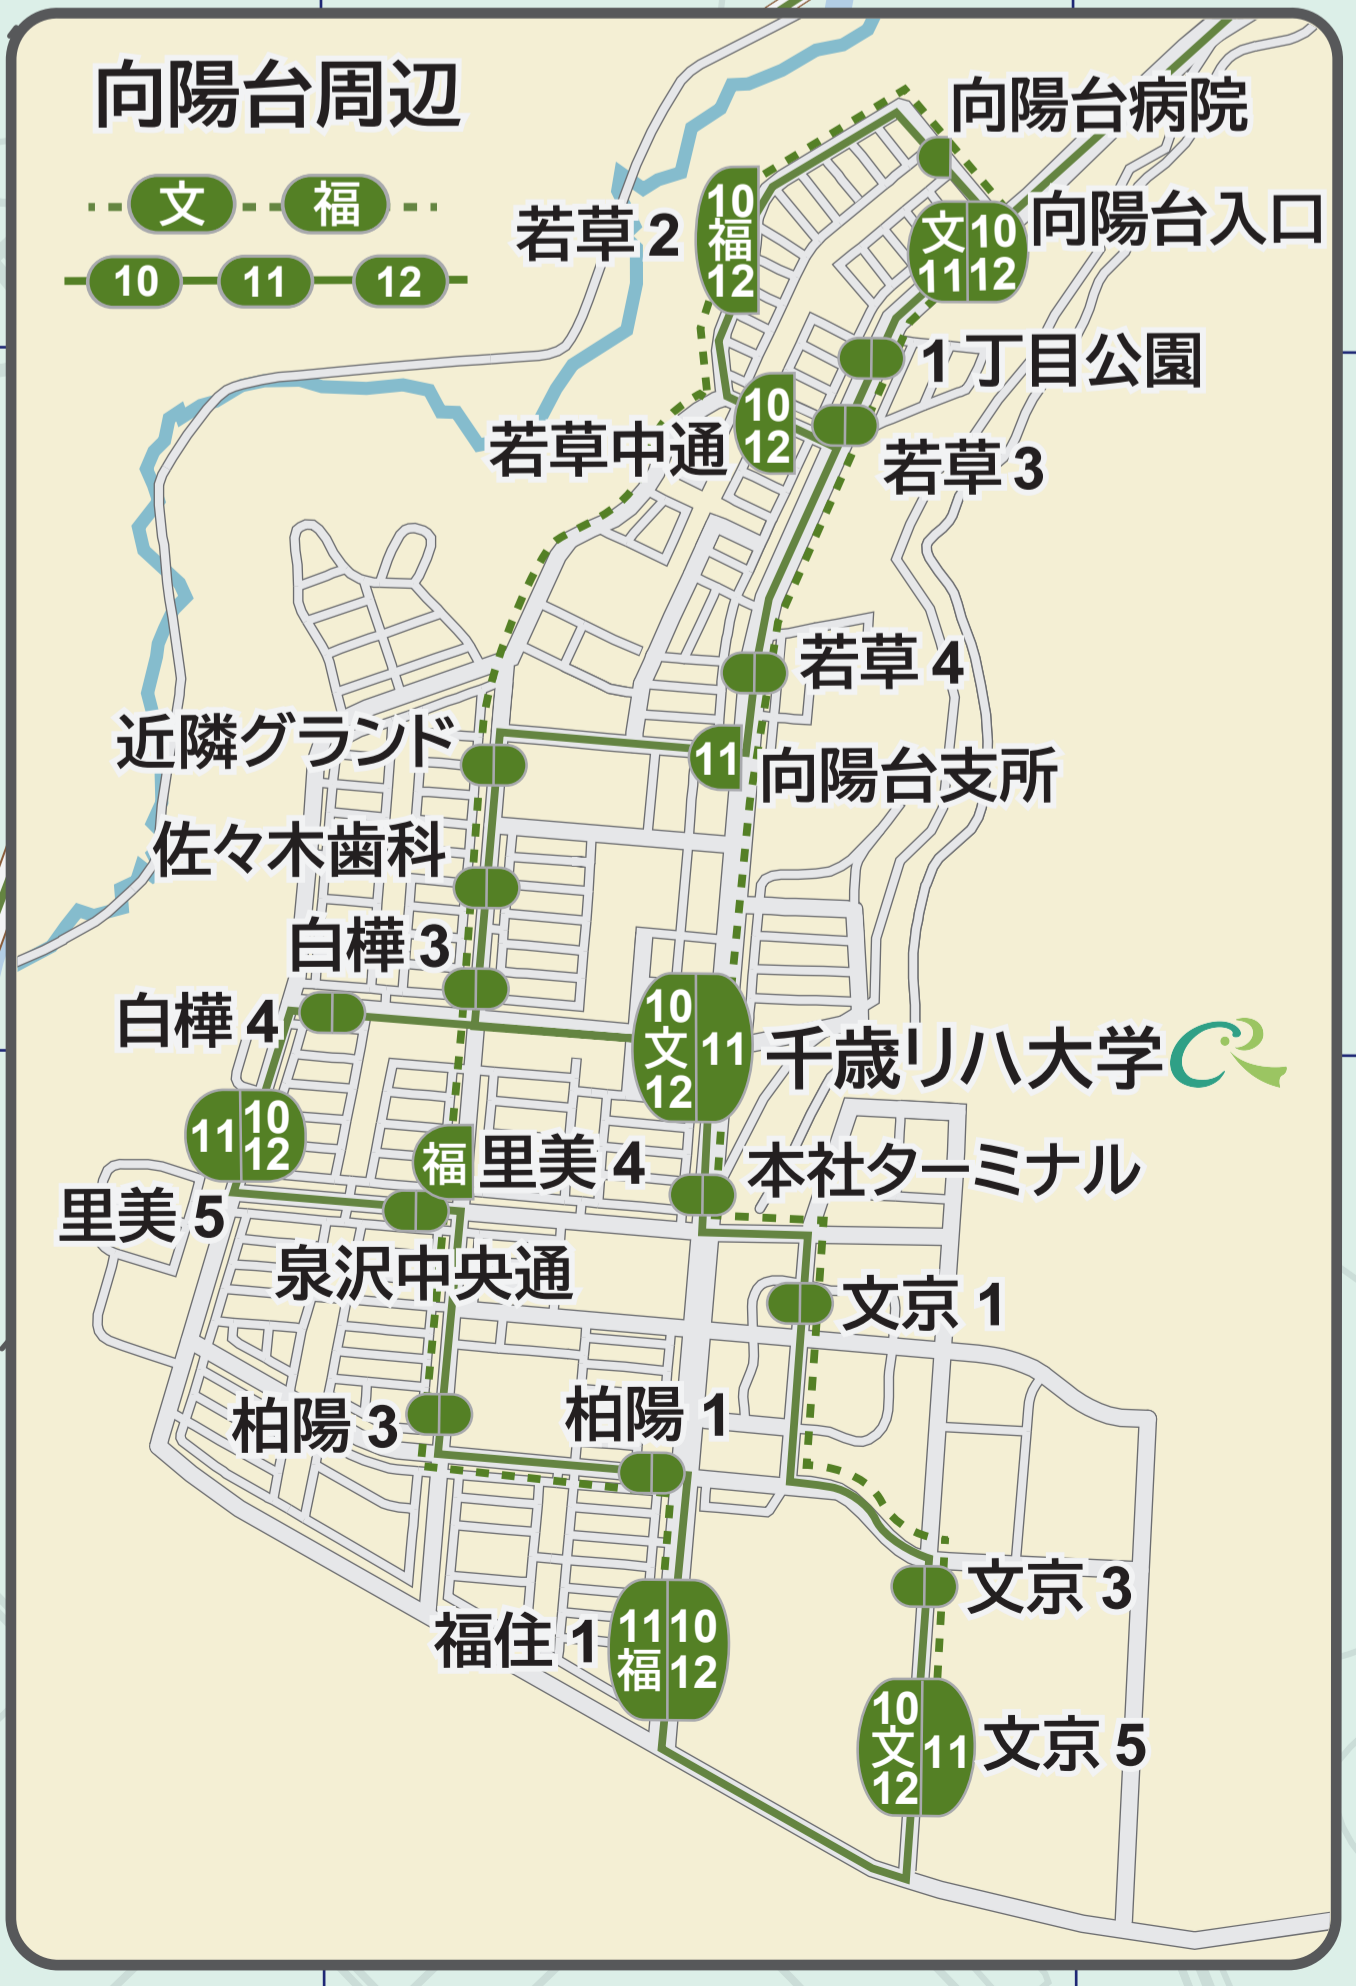 向陽台周辺
文 福
10 11 12
向陽台病院
10
福
12
若草 2
文 10
11 12
向陽台入口
1丁目公園
10
12
若草中通
若草 3
若草 4
近隣グランド
11
向陽台支所
佐々木歯科
白樺 3
白樺 4
10
文 11
12
千歳リハ大学
11 10
12
福
里美 4
本社ターミナル
里美 5
泉沢中央通
文京 1
柏陽 1
柏陽 3
文京 3
福住 1
11 10
福 12
10
文 11
12
文京 5